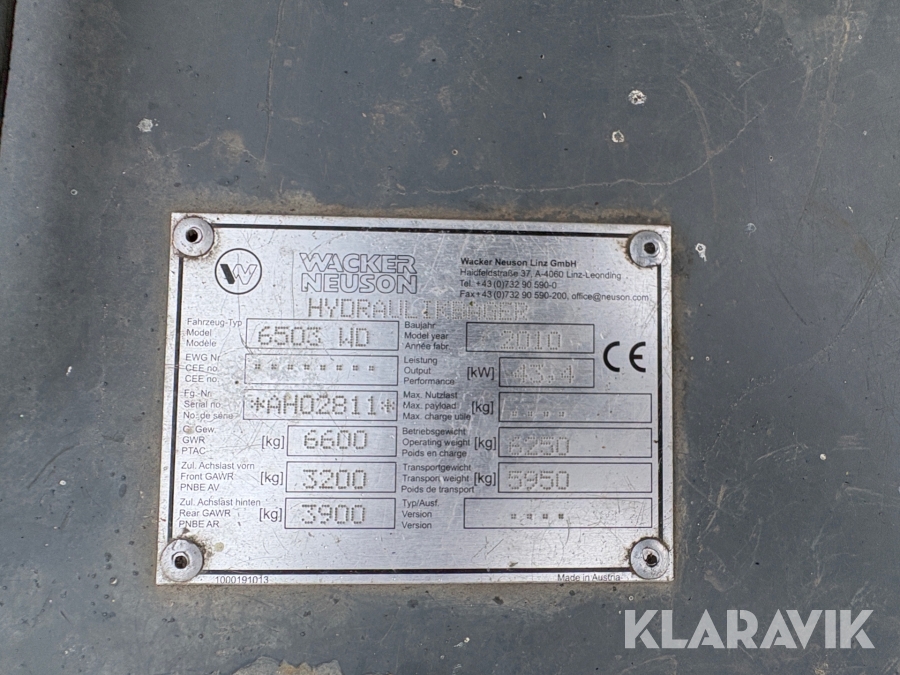 WACKER
NEUSON
Wacker Neuson Linz GmbH
Haidfeldstraße 37, A-4060 Linz-Leonding
Tel. +43(0)732 90 590-0
Fax+43(0)732 90 590-200, office@neuson.com
Fahrzeug-Typ
Model
Modèle
6503 WD
Baujahr
Model year
Année fabr.
2010
CE
EWG Nr.
CEE no.
CEE no.
--------
Leistung
Output
Performance
[kW]
43,4
Fg.-Nr.
Serial no.
No. de série
*AH02811*
Max. Nutzlast
Max. payload
Max. charge utile
[kg]
G. Gew.
GWR
PTAC
[kg]
6600
Betriebsgewicht
Operating weight
Poids en charge
[kg]
6250
Zul. Achslast vorn
Front GAWR
PNBE AV
[kg]
3200
Transportgewicht
Transport weight
Poids de transport
[kg]
5950
Zul. Achslast hinten
Rear GAWR
PNBE AR.
[kg]
3900
Typ/Ausf.
Version
Version
----
1000191013
Made in Austria
KLARAVIK